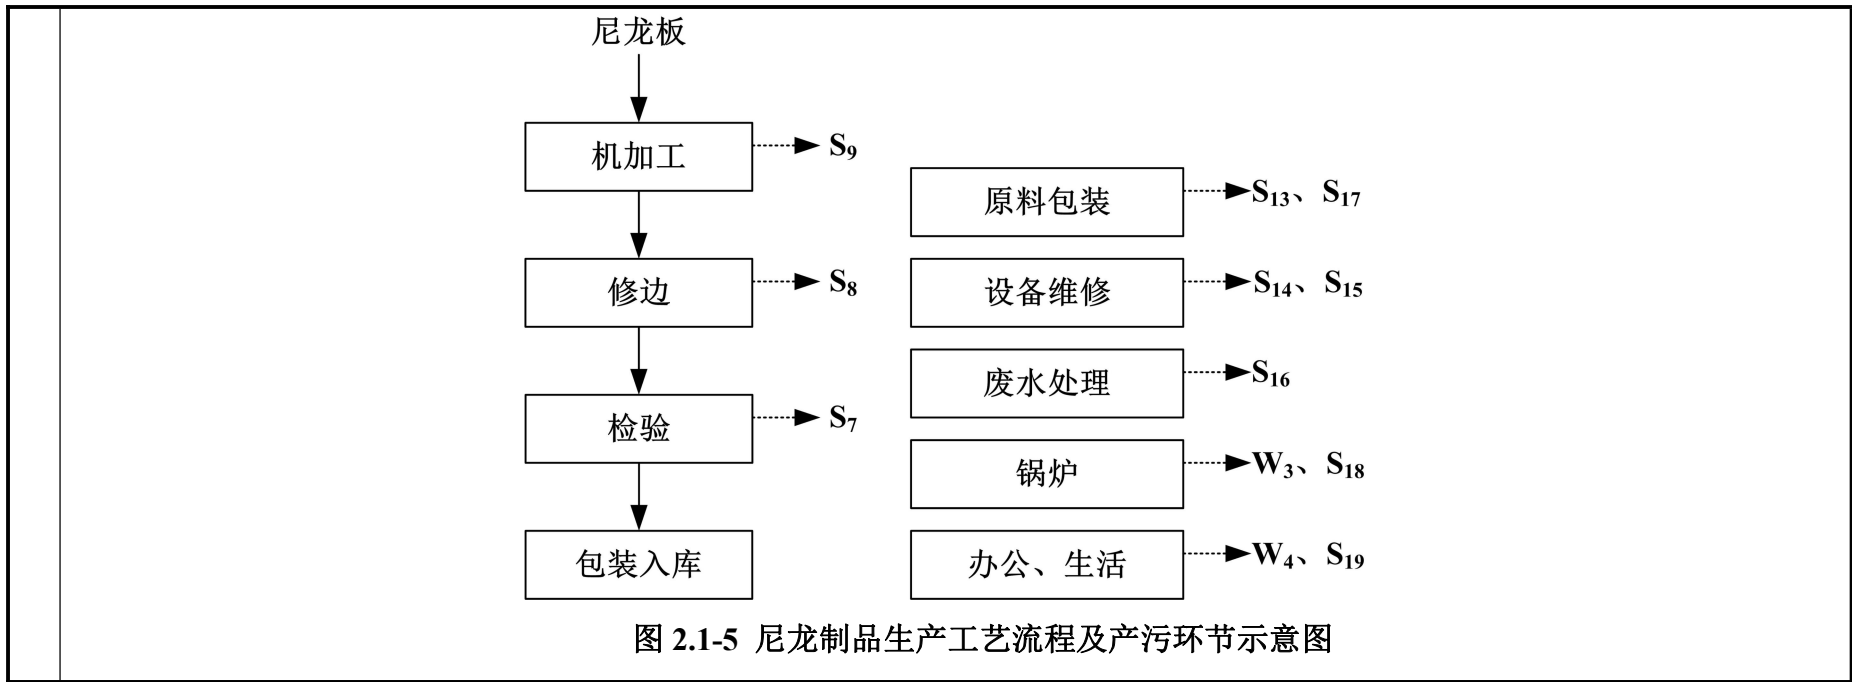 尼龙板
机加工
S₉
修边
S₈
检验
S₇
包装入库
原料包装
S₁₃、S₁₇
设备维修
S₁₄、S₁₅
废水处理
S₁₆
锅炉
W₃、S₁₈
办公、生活
W₄、S₁₉
图 2.1-5 尼龙制品生产工艺流程及产污环节示意图